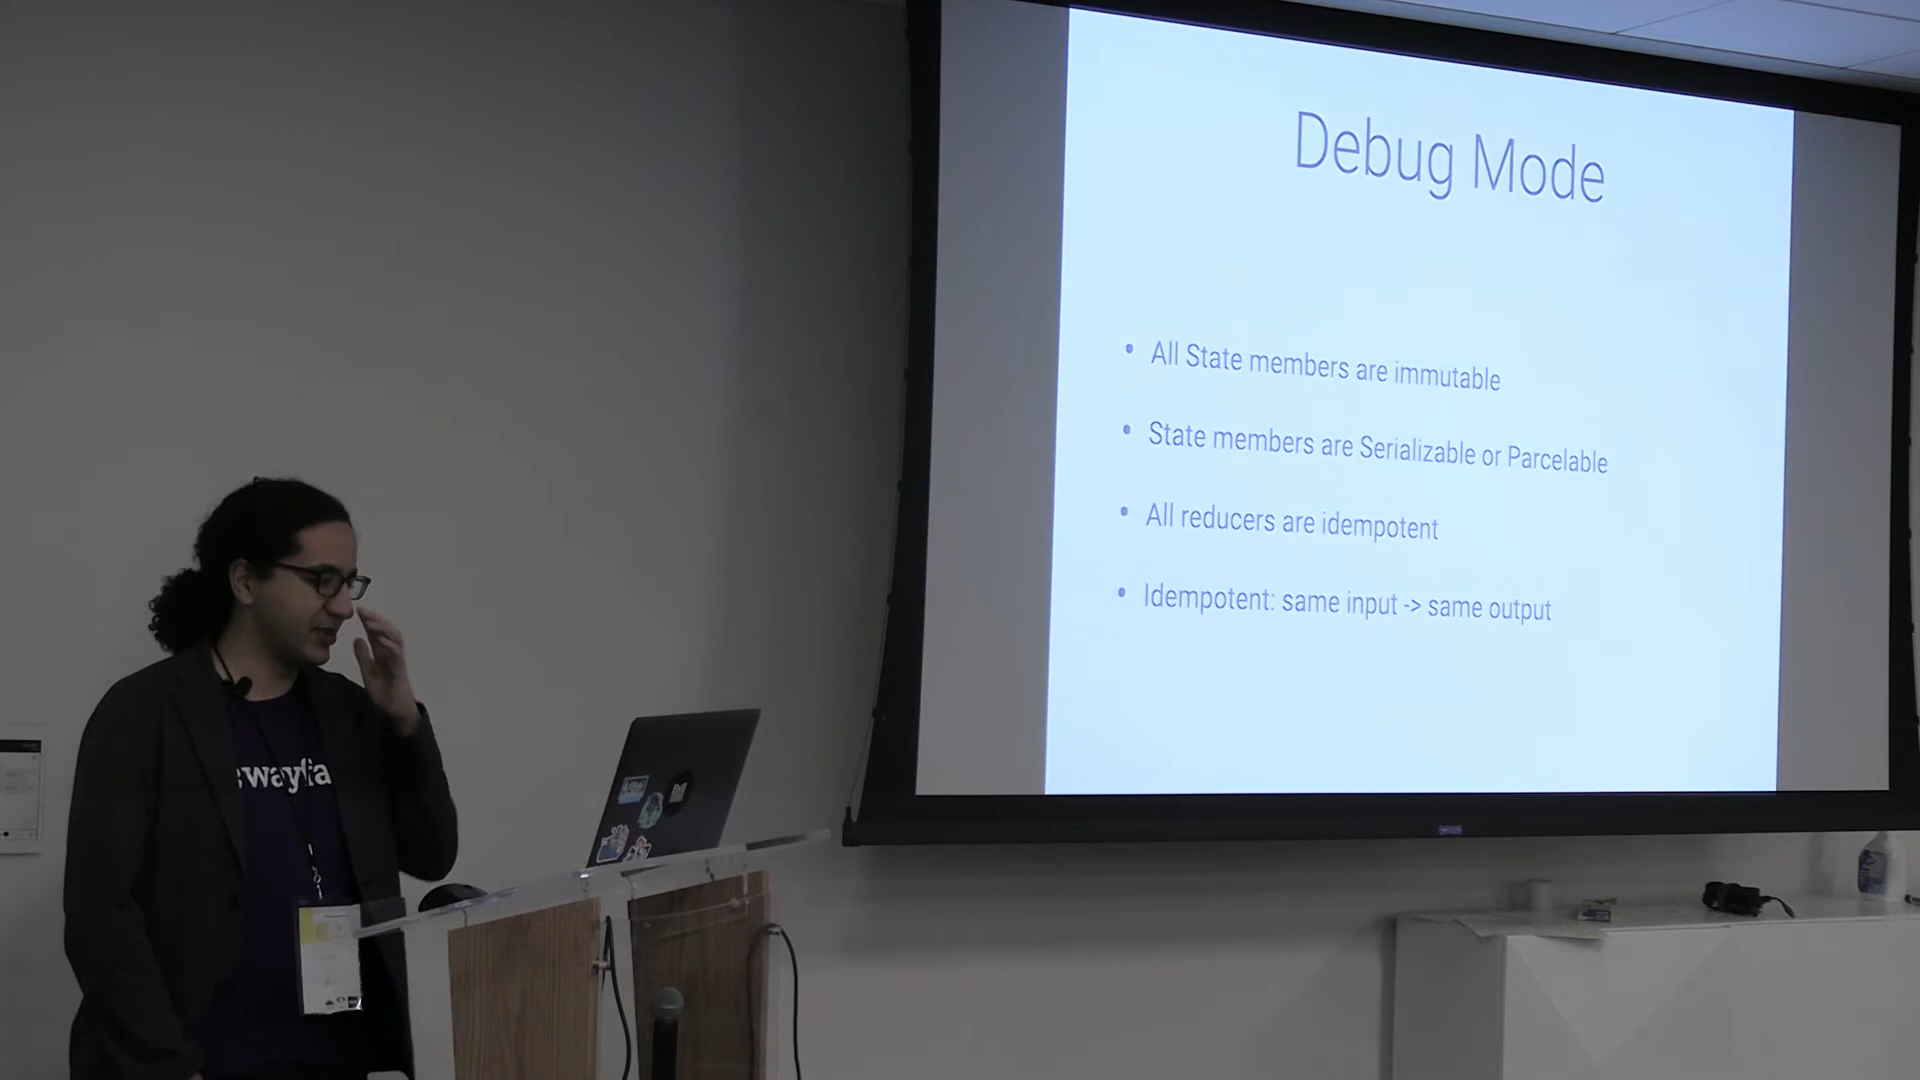 Debug Mode
• All State members are immutable
• State members are Serializable or Parcelable
• All reducers are idempotent
• Idempotent: same input -> same output
swayfa